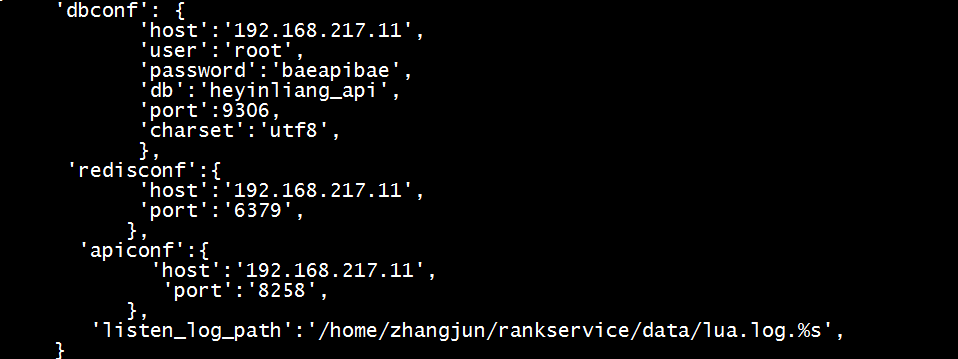 'dbconf': {
'host':'192.168.217.11',
'user':'root',
'password':'baeapibae',
'db':'heyinliang_api',
'port':9306,
'charset':'utf8',
},
'redisconf':{
'host':'192.168.217.11',
'port':'6379',
},
'apiconf':{
'host':'192.168.217.11',
'port':'8258',
},
'listen_log_path':'/home/zhangjun/rankservice/data/lua.log.%s',
}